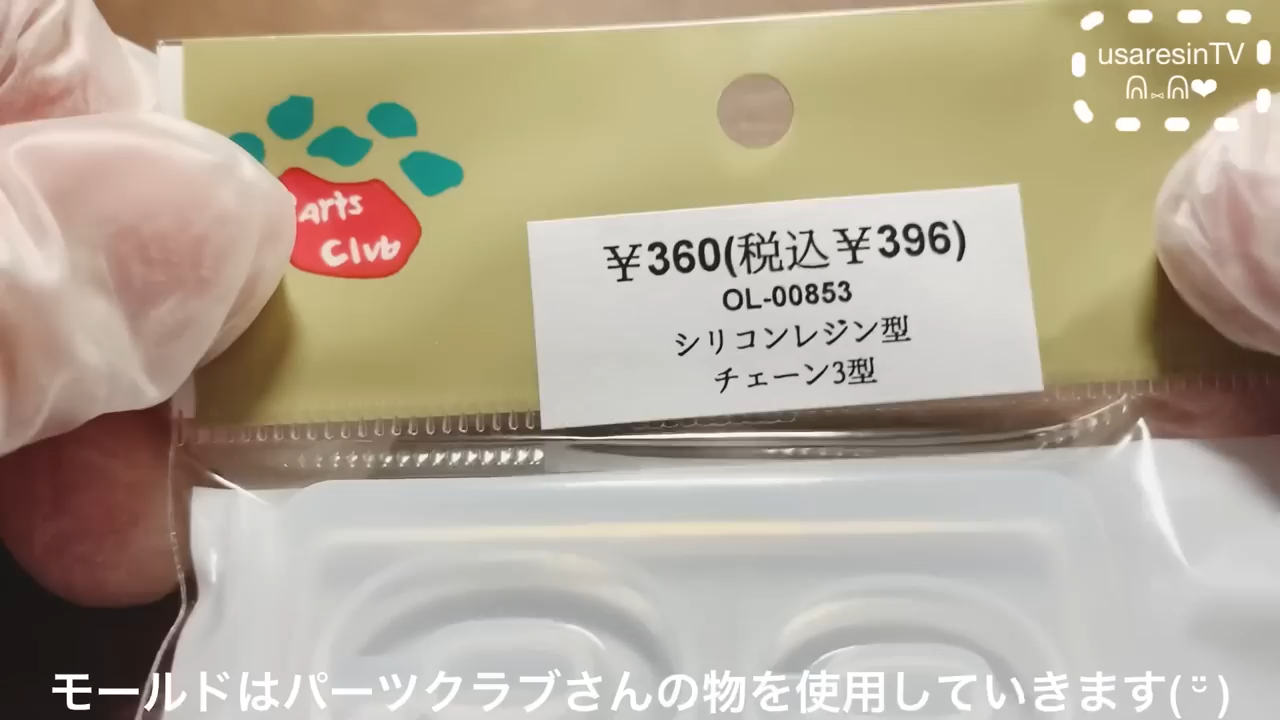 usaresinTV
arts
Club
￥360(税込￥396)
OL-00853
シリコンレジン型
チェーン3型
モールドはパーツクラブさんの物を使用していきます(